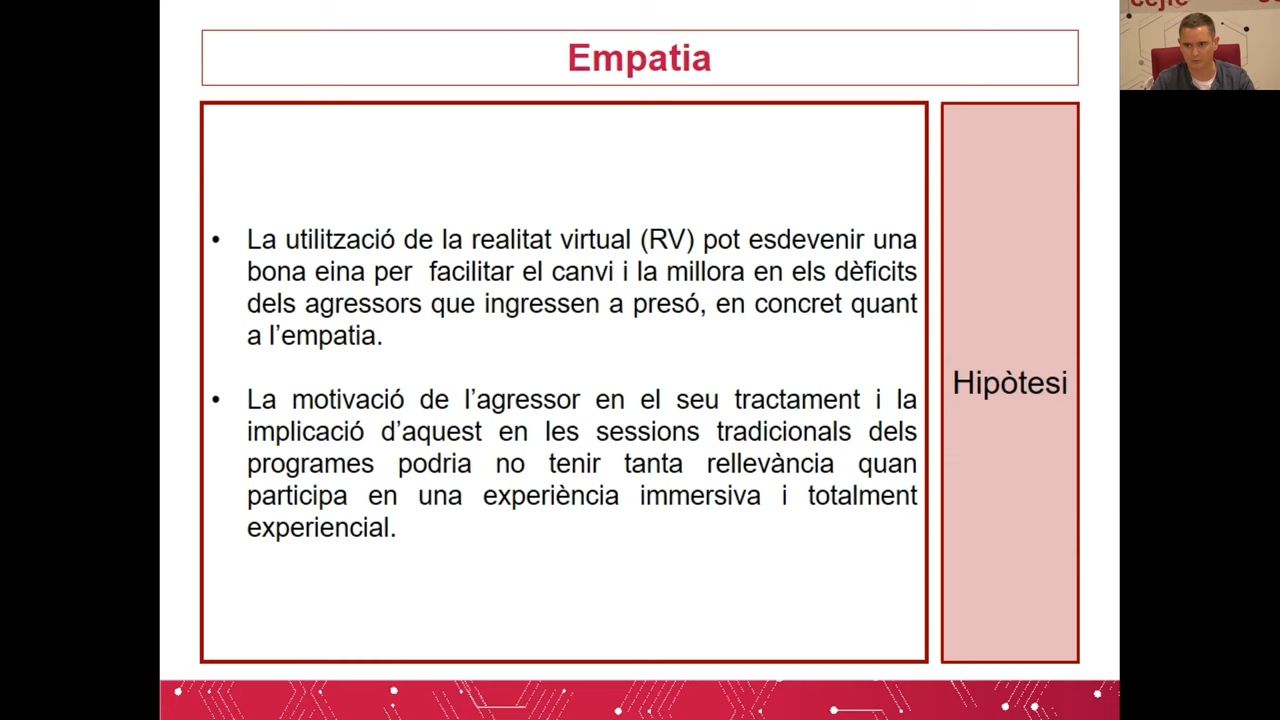 Empatia
• La utilització de la realitat virtual (RV) pot esdevenir una
bona eina per  facilitar el canvi i la millora en els dèficits
dels agressors que ingressen a presó, en concret quant
a l’empatia.
• La motivació de l’agressor en el seu tractament i la
implicació d’aquest en les sessions tradicionals dels
programes podria no tenir tanta rellevància quan
participa en una experiència immersiva i totalment
experiencial.
Hipòtesi
cejfe